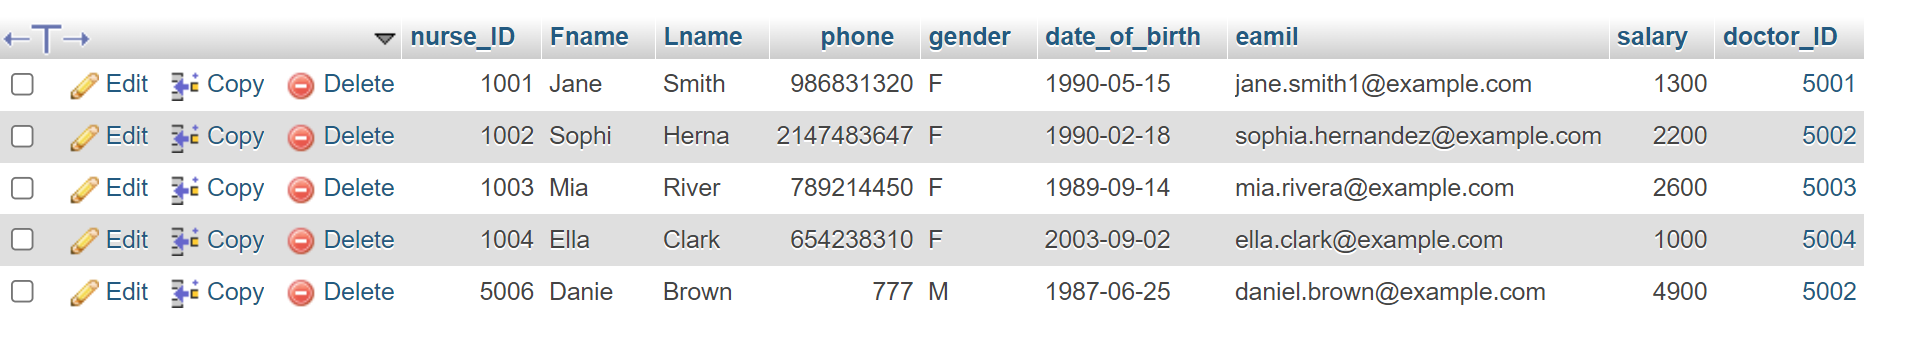 ←T→ nurse_ID Fname Lname phone gender date_of_birth eamil salary doctor_ID
Edit Copy Delete 1001 Jane Smith 986831320 F 1990-05-15 jane.smith1@example.com 1300 5001
Edit Copy Delete 1002 Sophi Herna 2147483647 F 1990-02-18 sophia.hernandez@example.com 2200 5002
Edit Copy Delete 1003 Mia River 789214450 F 1989-09-14 mia.rivera@example.com 2600 5003
Edit Copy Delete 1004 Ella Clark 654238310 F 2003-09-02 ella.clark@example.com 1000 5004
Edit Copy Delete 5006 Danie Brown 777 M 1987-06-25 daniel.brown@example.com 4900 5002